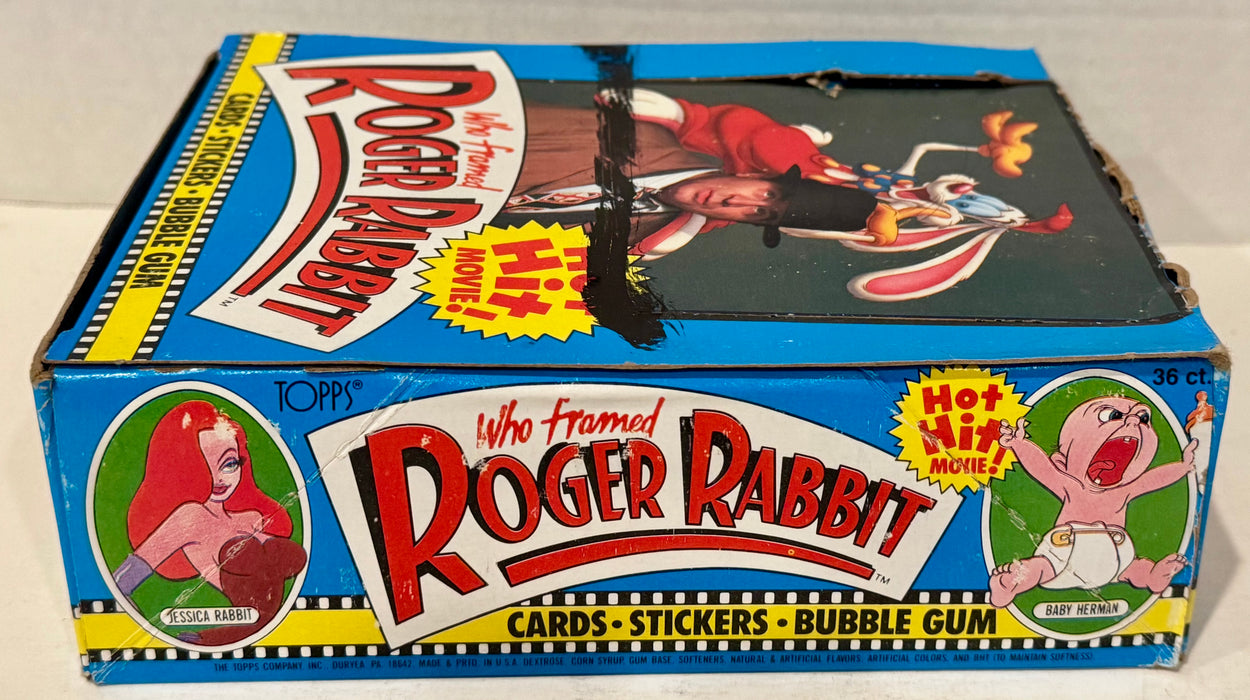 CARDS • STICKERS • BUBBLE GUM
Who framed
ROGER RABBIT
TM
Hot
Hit
MOVIE!
TOPPS®
Who framed
ROGER RABBIT
TM
Hot
Hit
MOVIE!
36 ct.
JESSICA RABBIT
BABY HERMAN
CARDS • STICKERS • BUBBLE GUM
THE TOPPS COMPANY INC., DURYEA, PA. 18642. MADE & PRTD. IN U.S.A. DEXTROSE, CORN SYRUP, GUM BASE, SOFTENERS, NATURAL & ARTIFICIAL FLAVORS, ARTIFICIAL COLORS, AND BHT (TO MAINTAIN SOFTNESS).